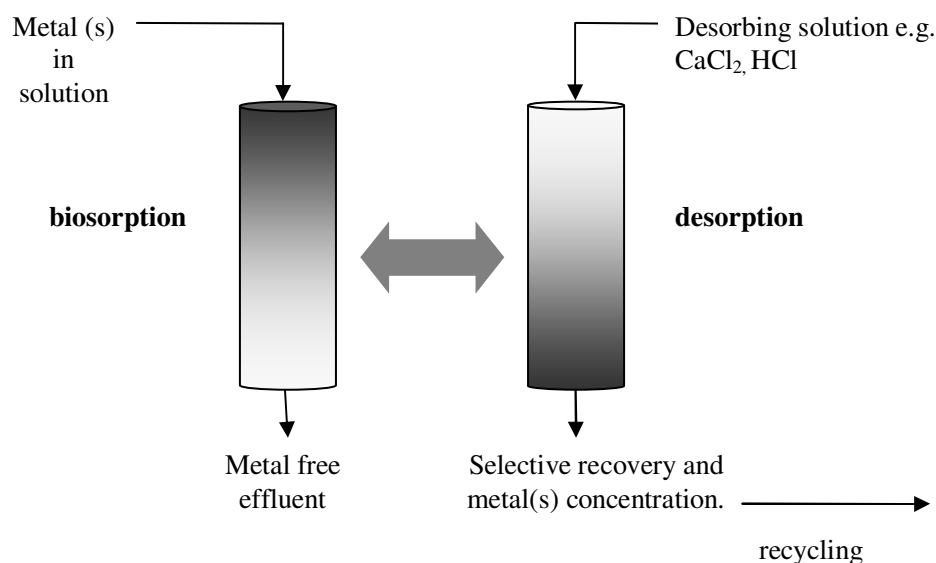 Metal (s)
in
solution
Desorbing solution e.g.
CaCl2, HCl
biosorption
desorption
Metal free
effluent
Selective recovery and
metal(s) concentration.
recycling